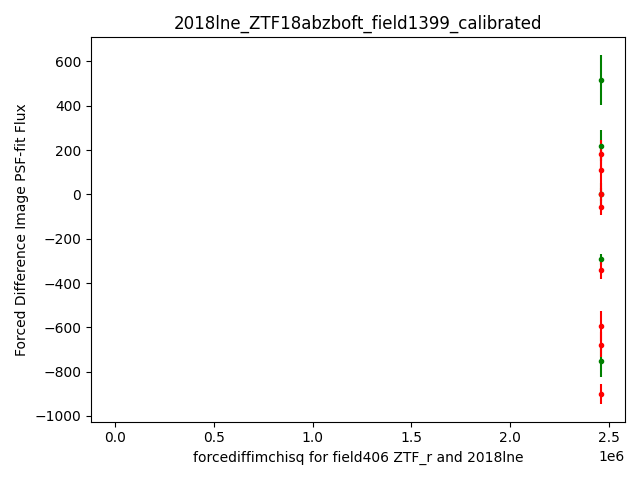 2018lne_ZTF18abzboft_field1399_calibrated
Forced Difference Image PSF-fit Flux
600
400
200
0
−200
−400
−600
−800
−1000
0.0 0.5 1.0 1.5 2.0 2.5
1e6
forcediffimchisq for field406 ZTF_r and 2018lne